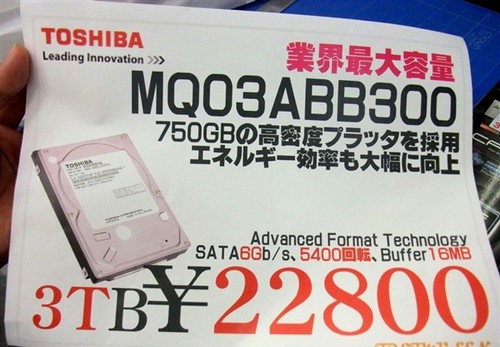 TOSHIBA
Leading Innovation >>>
業界最大容量
MQ03ABB300
750GBの高密度プラッタを採用
エネルギー効率も大幅に向上
TOSHIBA
Advanced Format Technology
SATA6Gb/s、5400回転、Buffer16MB
3TB¥22800